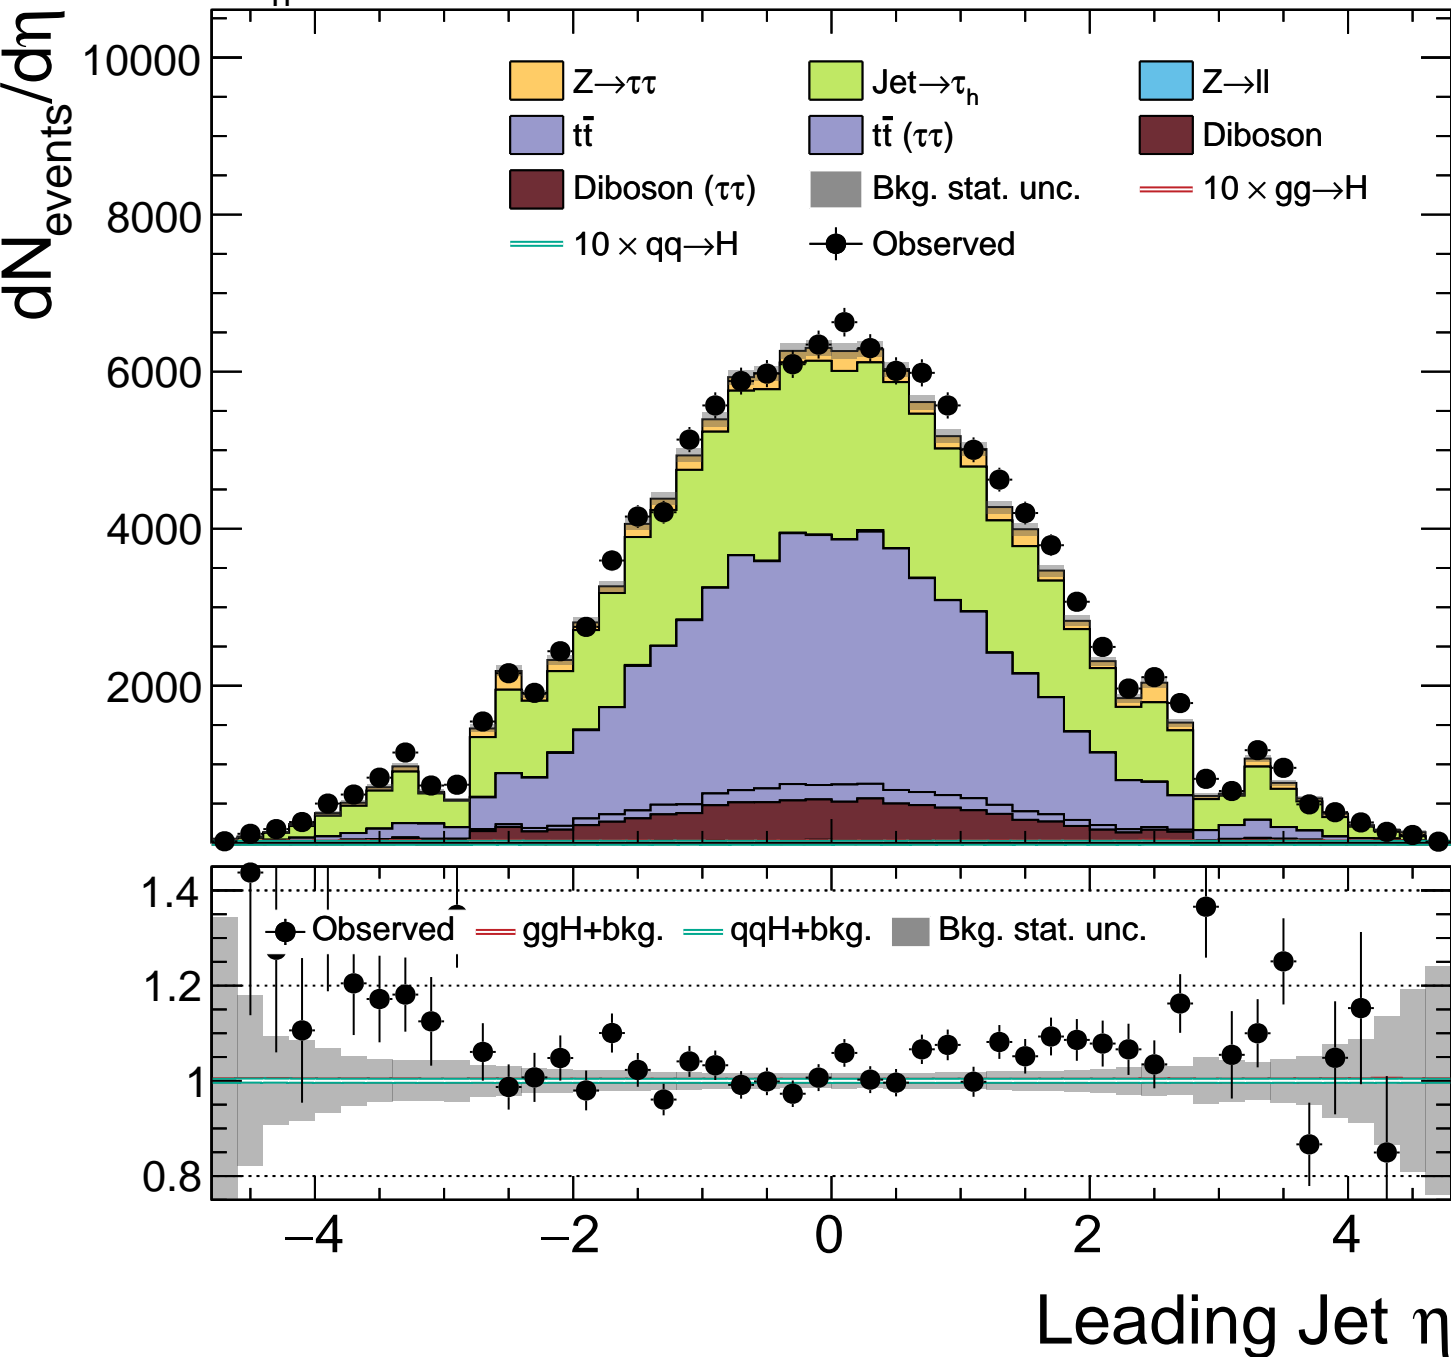 dN_events/dη
10000
8000
6000
4000
2000
Z→ττ Jet→τ_h Z→ll
tt̄ tt̄ (ττ) Diboson
Diboson (ττ) Bkg. stat. unc. 10 × gg→H
10 × qq→H Observed
1.4
1.2
1
0.8
Observed ggH+bkg. qqH+bkg. Bkg. stat. unc.
−4 −2 0 2 4
Leading Jet η